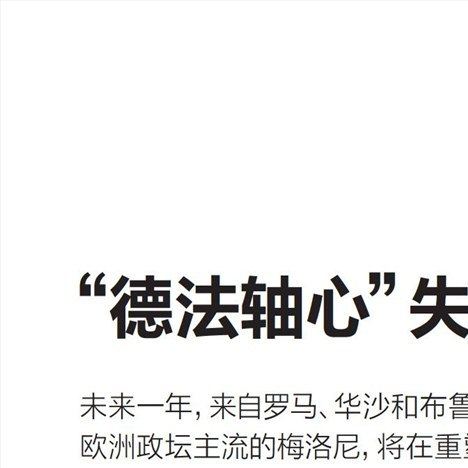 “德法轴心”失
未来一年，来自罗马、华沙和布鲁
欧洲政坛主流的梅洛尼，将在重